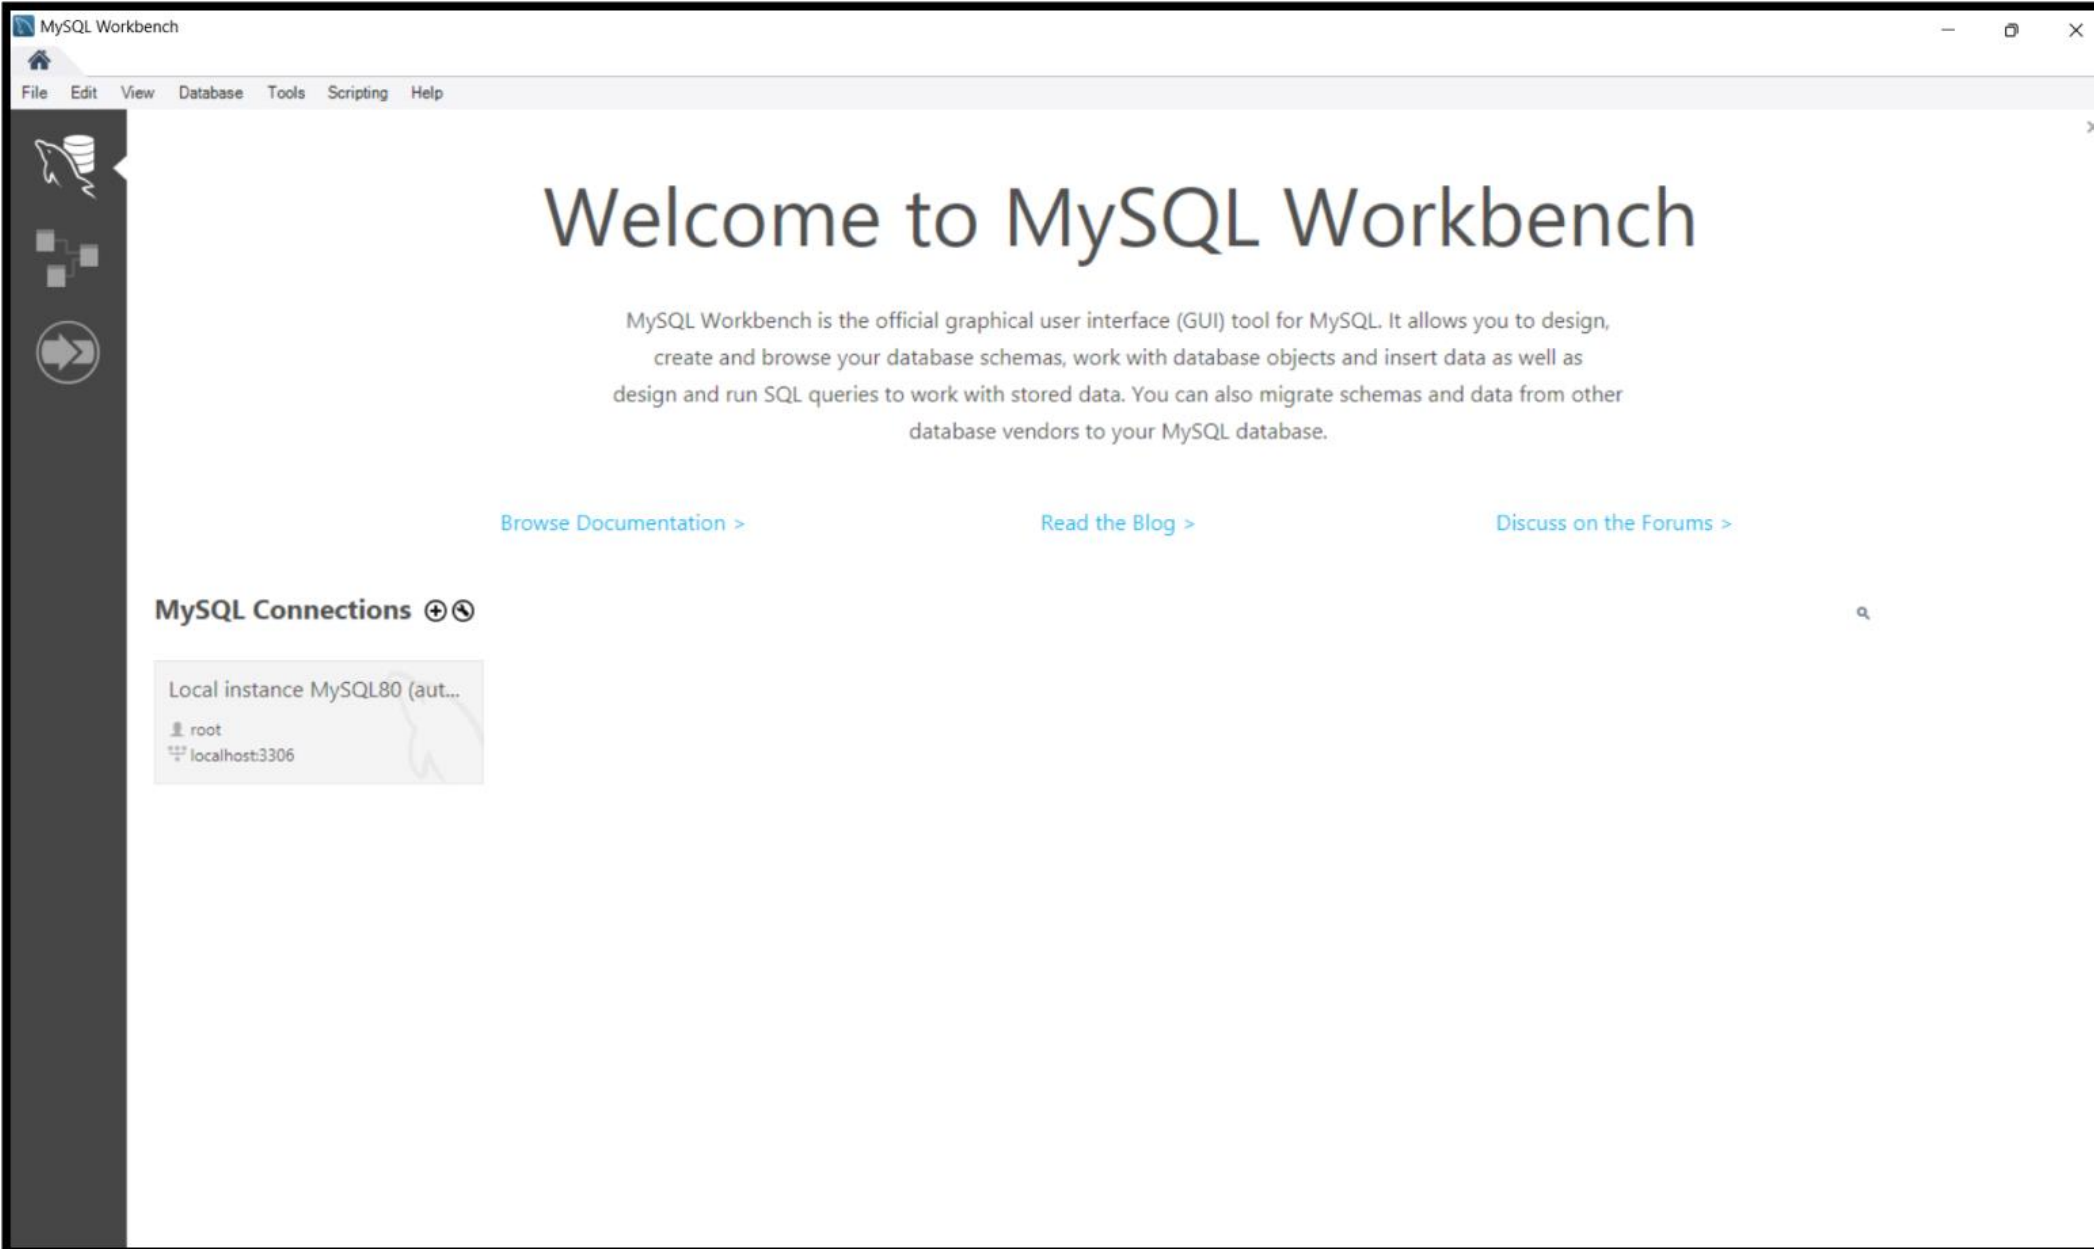 MySQL Workbench
File Edit View Database Tools Scripting Help
Welcome to MySQL Workbench
MySQL Workbench is the official graphical user interface (GUI) tool for MySQL. It allows you to design,
create and browse your database schemas, work with database objects and insert data as well as
design and run SQL queries to work with stored data. You can also migrate schemas and data from other
database vendors to your MySQL database.
Browse Documentation > Read the Blog > Discuss on the Forums >
MySQL Connections
Local instance MySQL80 (aut...
root
localhost:3306